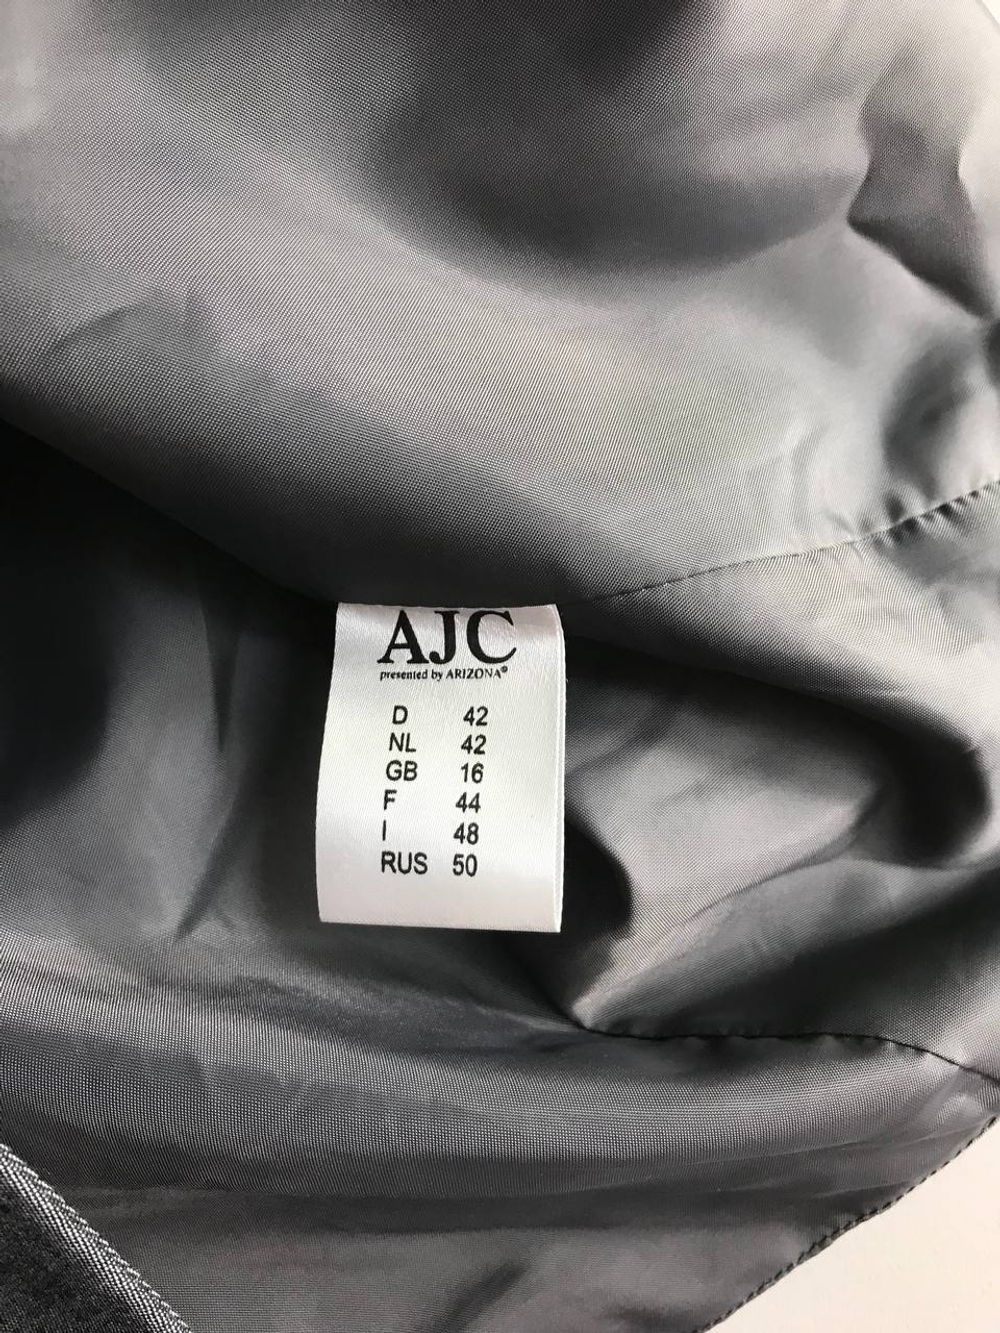 AJC
presented by ARIZONA®
D 42
NL 42
GB 16
F 44
I 48
RUS 50